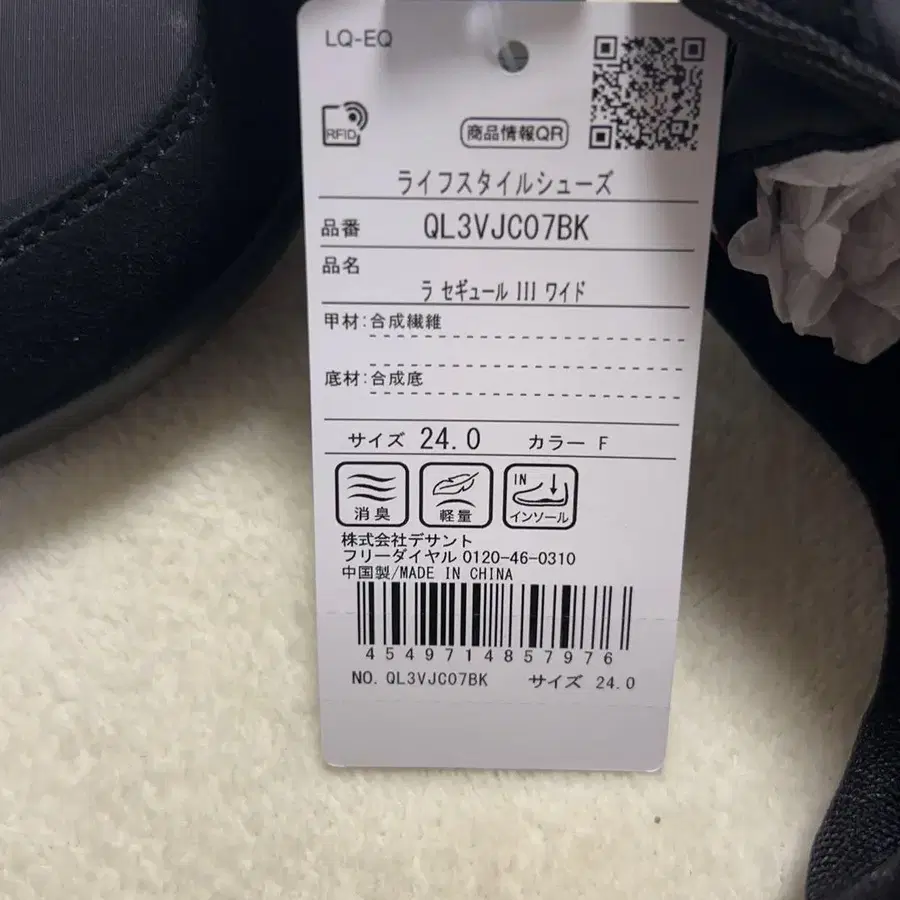 LQ-EQ
RFID
商品情報QR
ライフスタイルシューズ
品番 QL3VJC07BK
品名
ラ セギュール III ワイド
甲材:合成繊維
底材:合成底
サイズ 24.0 カラー F
消臭
軽量
IN
インソール
株式会社デサント
フリーダイヤル 0120-46-0310
中国製/MADE IN CHINA
4549714857976
NO. QL3VJC07BK サイズ 24.0